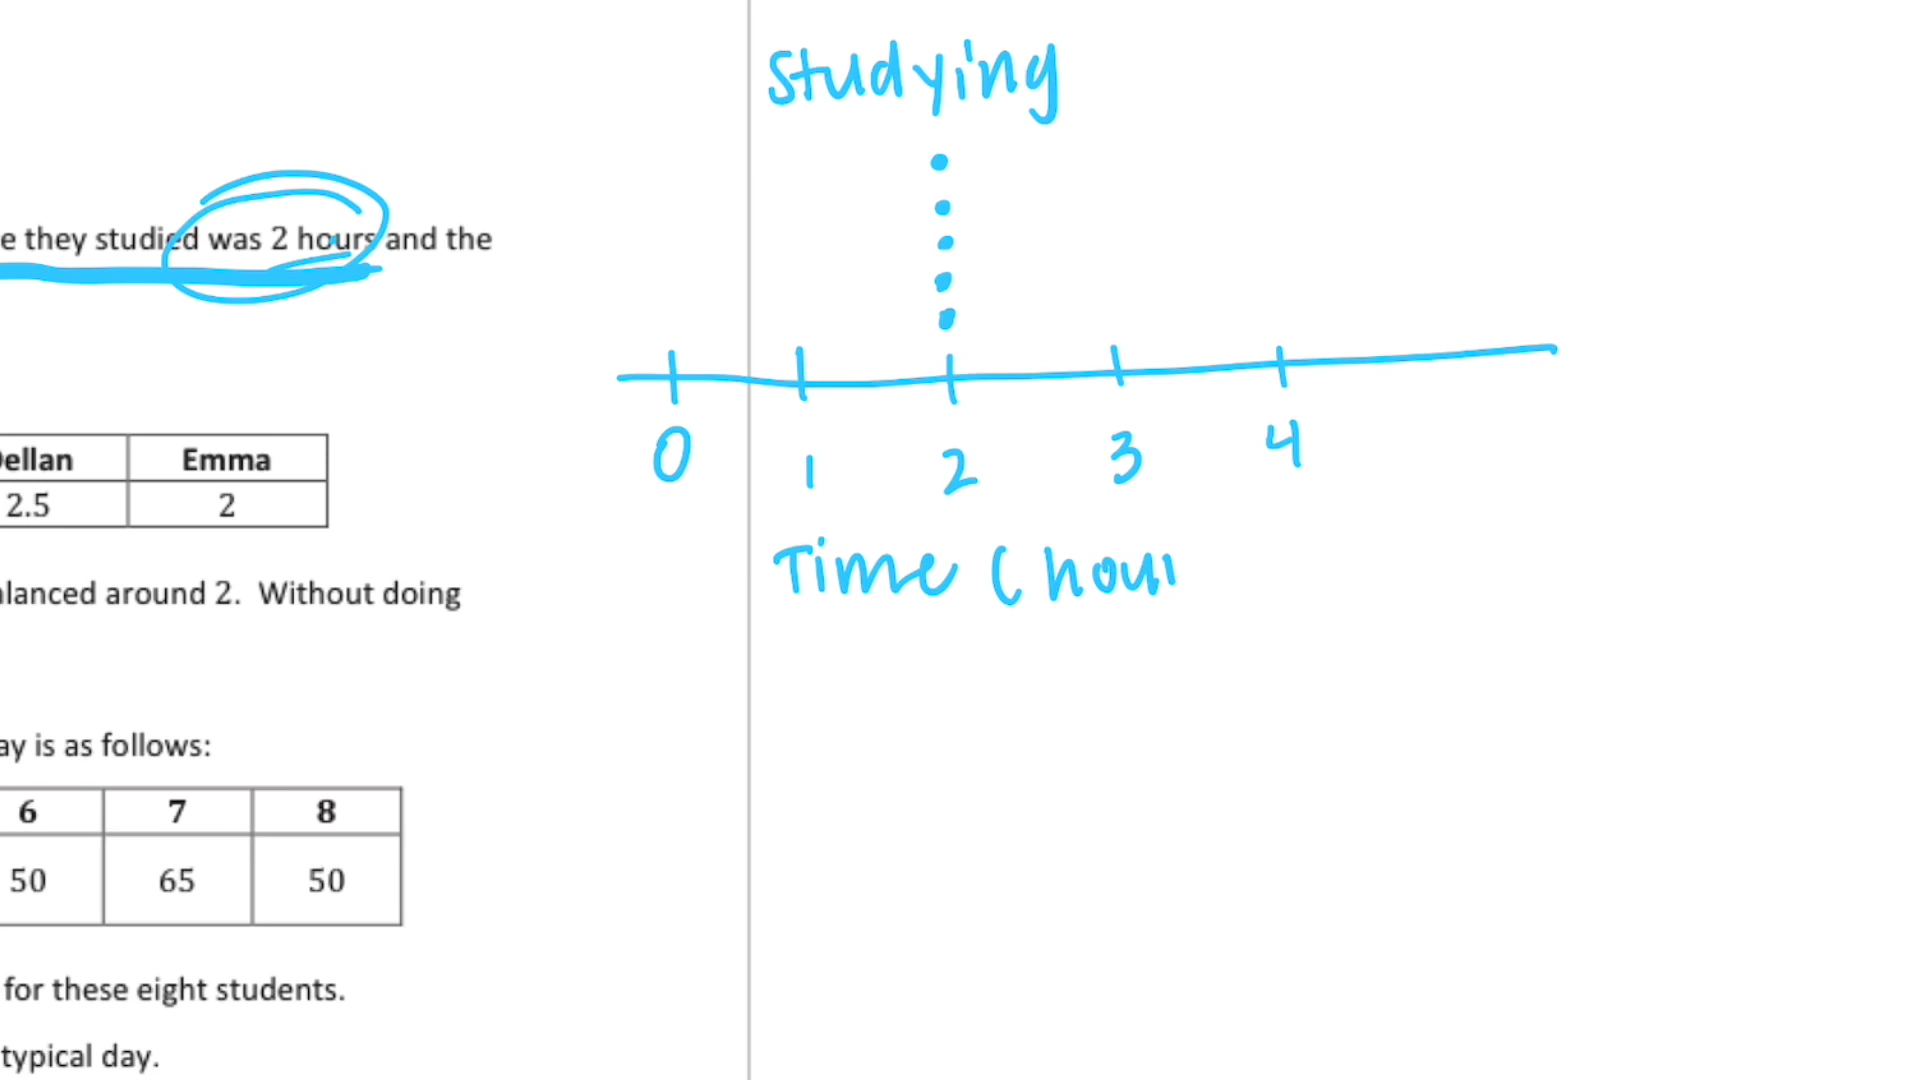 studying
e they studied was 2 hours and the
0 1 2 3 4
ellan Emma
2.5 2
Time (hour
lanced around 2. Without doing
ay is as follows:
6 7 8
50 65 50
for these eight students.
typical day.